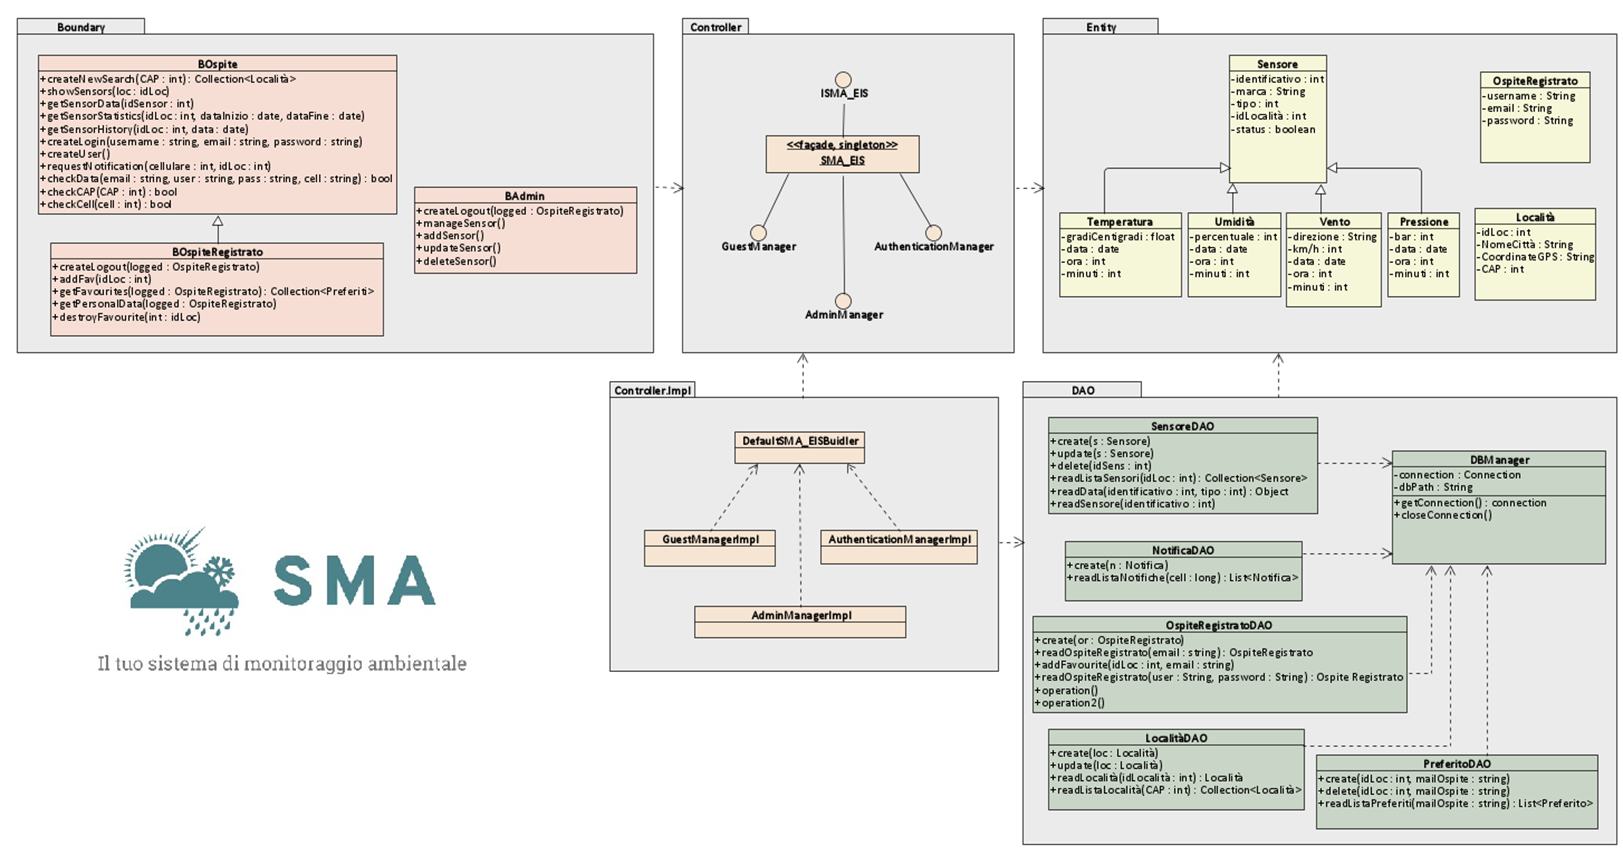 Boundary
BOspite
+createNewSearch(CAP : int) : Collection<Località>
+showSensors(loc : idLoc)
+getSensorData(idSensor : int)
+getSensorStatistics(idLoc : int, dataInizio : date, dataFine : date)
+getSensorHistory(idLoc : int, data : date)
+createLogin(username : string, email : string, password : string)
+createUser()
+requestNotification(cellulare : int, idLoc : int)
+checkData(email : string, user : string, pass : string, cell : string) : bool
+checkCAP(CAP : int) : bool
+checkCell(cell : int) : bool
BOspiteRegistrato
+createLogout(logged : OspiteRegistrato)
+addFav(idLoc : int)
+getFavourites(logged : OspiteRegistrato) : Collection<Preferiti>
+getPersonalData(logged : OspiteRegistrato)
+destroyFavourite(int : idLoc)
BAdmin
+createLogout(logged : OspiteRegistrato)
+manageSensor()
+addSensor()
+updateSensor()
+deleteSensor()
Controller
ISMA_EIS
<<façade, singleton>>
SMA_EIS
GuestManager
AuthenticationManager
AdminManager
Entity
Sensore
-identificativo : int
-marca : String
-tipo : int
-idLocalità : int
-status : boolean
OspiteRegistrato
-username : String
-email : String
-password : String
Temperatura
-gradiCentigradi : float
-data : date
-ora : int
-minuti : int
Umidità
-percentuale : int
-data : date
-ora : int
-minuti : int
Vento
-direzione : String
-km/h : int
-data : date
-ora : int
-minuti : int
Pressione
-bar : int
-data : date
-ora : int
-minuti : int
Località
-idLoc : int
-NomeCittà : String
-CoordinateGPS : String
-CAP : int
Controller.Impl
DefaultSMA_EISBuidler
GuestManagerImpl
AuthenticationManagerImpl
AdminManagerImpl
DAO
SensoreDAO
+create(s : Sensore)
+update(s : Sensore)
+delete(idSens : int)
+readListaSensori(idLoc : int) : Collection<Sensore>
+readData(identificativo : int, tipo : int) : Object
+readSensore(identificativo : int)
DBManager
-connection : Connection
-dbPath : String
+getConnection() : connection
+closeConnection()
NotificaDAO
+create(n : Notifica)
+readListaNotifiche(cell : long) : List<Notifica>
OspiteRegistratoDAO
+create(or : OspiteRegistrato)
+readOspiteRegistrato(email : string) : OspiteRegistrato
+addFavourite(idLoc : int, email : string)
+readOspiteRegistrato(user : String, password : String) : Ospite Registrato
+operation()
+operation2()
LocalitàDAO
+create(loc : Località)
+update(loc : Località)
+readLocalità(idLocalità : int) : Località
+readListaLocalità(CAP : int) : Collection<Località>
PreferitoDAO
+create(idLoc : int, mailOspite : string)
+delete(idLoc : int, mailOspite : string)
+readListaPreferiti(mailOspite : string) : List<Preferito>
SMA
Il tuo sistema di monitoraggio ambientale